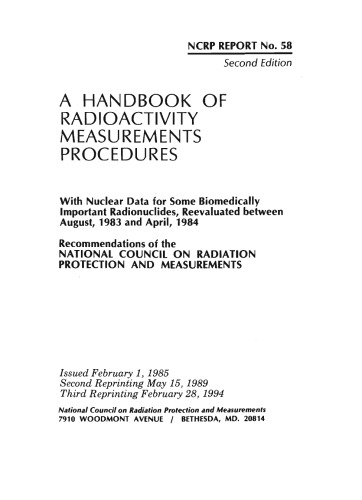 NCRP REPORT No. 58
Second Edition
A HANDBOOK OF
RADIOACTIVITY
MEASUREMENTS
PROCEDURES
With Nuclear Data for Some Biomedically
Important Radionuclides, Reevaluated between
August, 1983 and April, 1984
Recommendations of the
NATIONAL COUNCIL ON RADIATION
PROTECTION AND MEASUREMENTS
Issued February 1, 1985
Second Reprinting May 15, 1989
Third Reprinting February 28, 1994
National Council on Radiation Protection and Measurements
7910 WOODMONT AVENUE / BETHESDA, MD. 20814